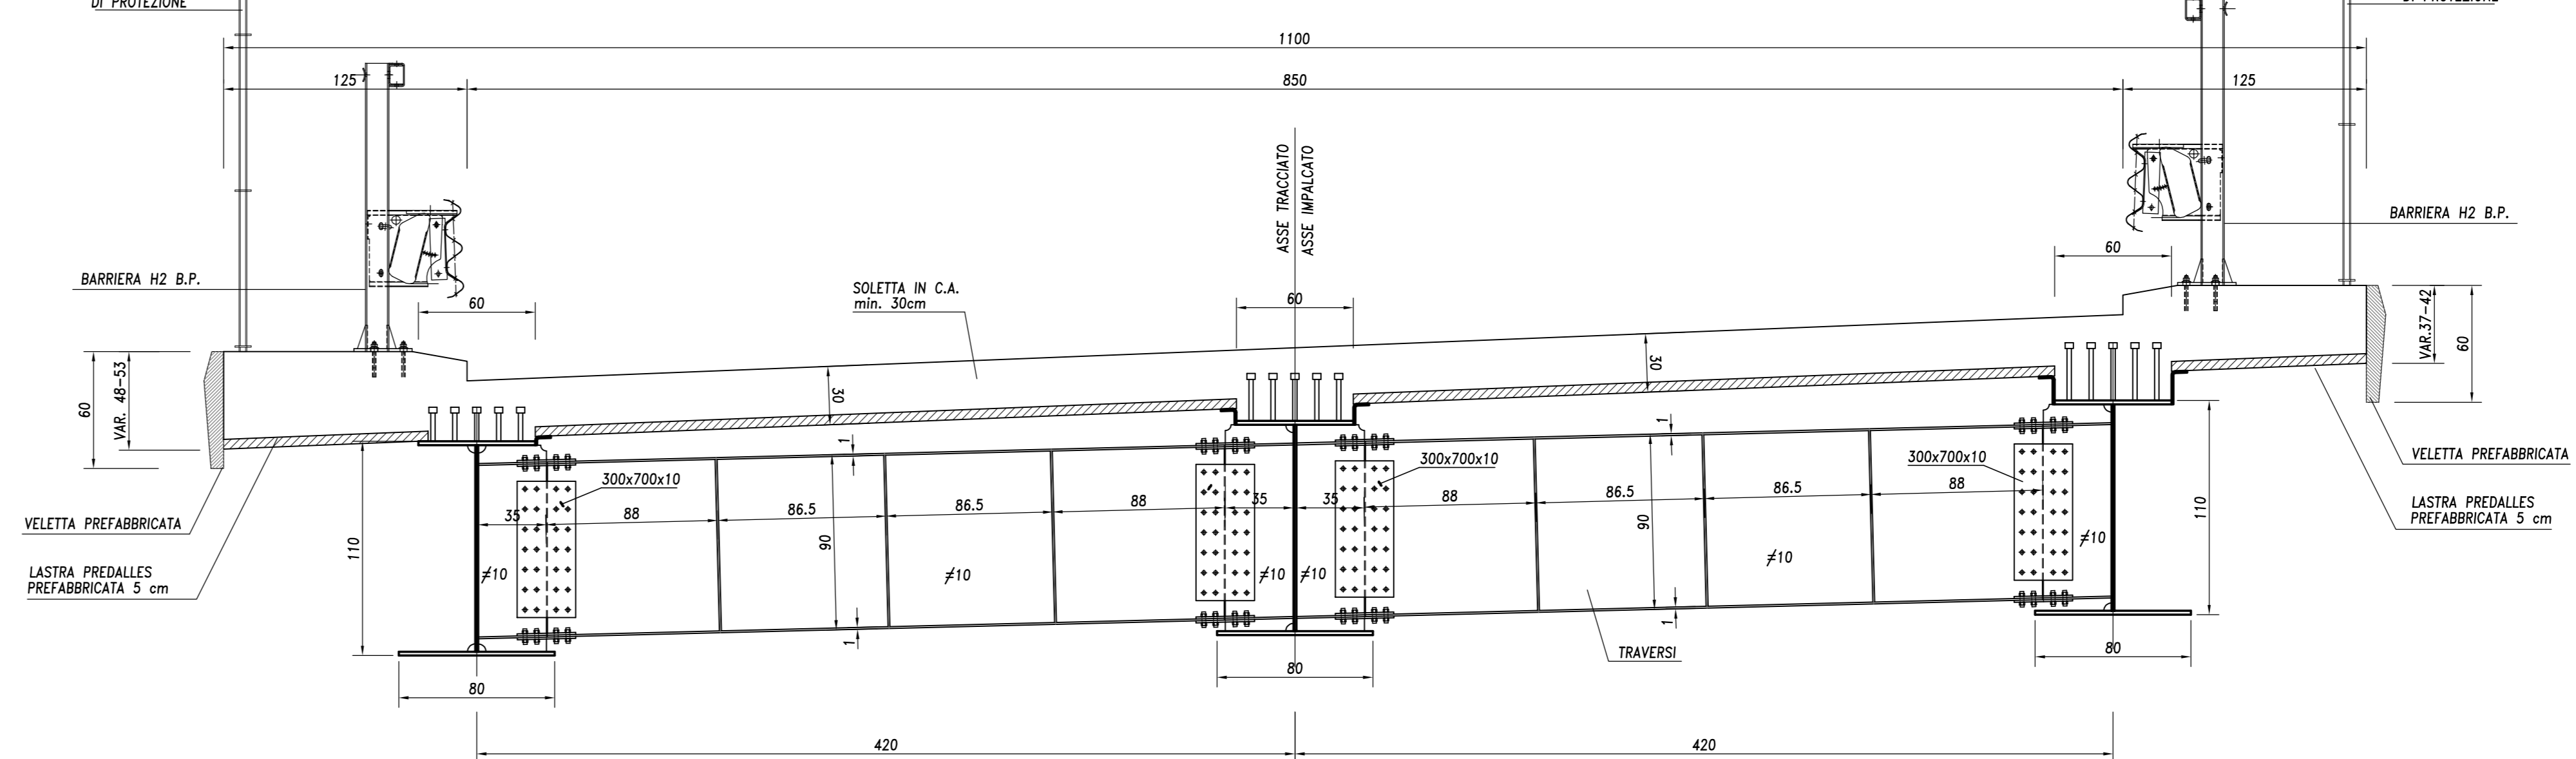 DI PROTEZIONE
DI PROTEZIONE
1100
125
850
125
ASSE TRACCIATO
ASSE IMPALCATO
BARRIERA H2 B.P.
BARRIERA H2 B.P.
60
60
60
SOLETTA IN C.A.
min. 30cm
60
VAR. 48-53
30
30
VAR.37-42
60
1
1
300x700x10
300x700x10
300x700x10
VELETTA PREFABBRICATA
VELETTA PREFABBRICATA
35
88
86.5
86.5
88
35
35
88
86.5
86.5
88
LASTRA PREDALLES
PREFABBRICATA 5 cm
LASTRA PREDALLES
PREFABBRICATA 5 cm
110
90
90
110
≠10
≠10
≠10
≠10
≠10
≠10
1
1
TRAVERSI
80
80
80
420
420